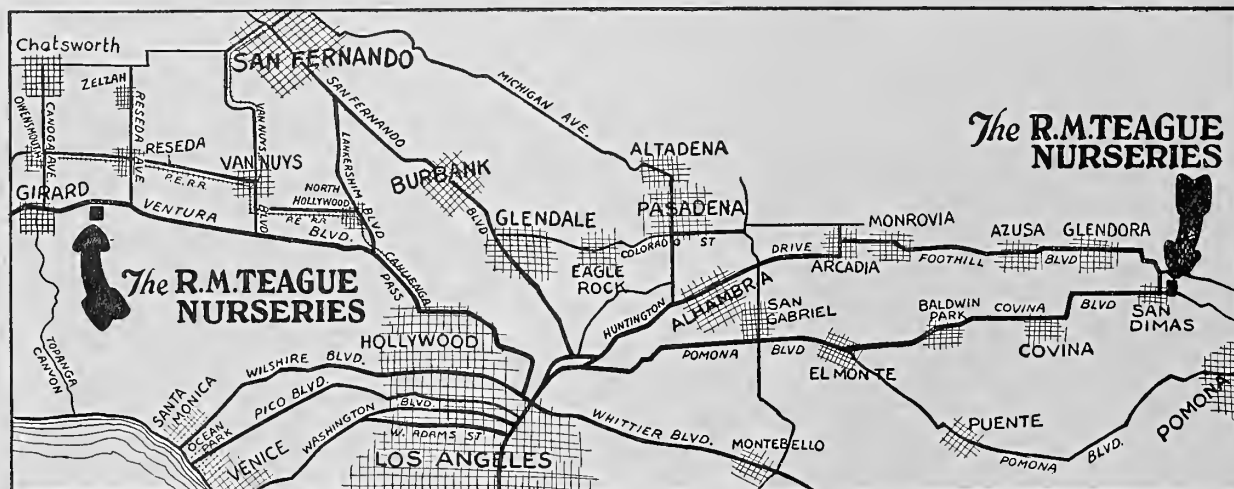 Chatsworth
SAN FERNANDO
ZELZAH
OWENSMOUTH
CANOGA AVE.
RESEDA AVE.
RESEDA
P.E.R.R.
VAN NUYS
VAN NUYS
BLVD
LANKERSHIM BLVD
SAN FERNANDO
BLVD.
MICHIGAN AVE.
BURBANK
NORTH
HOLLYWOOD
P.E. R.R.
GIRARD
VENTURA
BLVD.
CAHUENGA
PASS
The R.M. TEAGUE
NURSERIES
TOPANGA
CANYON
GLENDALE
EAGLE
ROCK
COLORADO ST
ALTADENA
PASADENA
HUNTINGTON
DRIVE
ALHAMBRA
SAN
GABRIEL
ARCADIA
MONROVIA
FOOTHILL BLVD
AZUSA
GLENDORA
The R.M. TEAGUE
NURSERIES
SAN
DIMAS
BALDWIN
PARK
COVINA
BLVD
COVINA
POMONA
BLVD
EL MONTE
PUENTE
POMONA
BLVD.
POMONA
HOLLYWOOD
WILSHIRE BLVD.
SANTA
MONICA
OCEAN
PARK
PICO BLVD.
VENICE
WASHINGTON
BLVD.
W. ADAMS ST
LOS ANGELES
WHITTIER BLVD.
MONTEBELLO